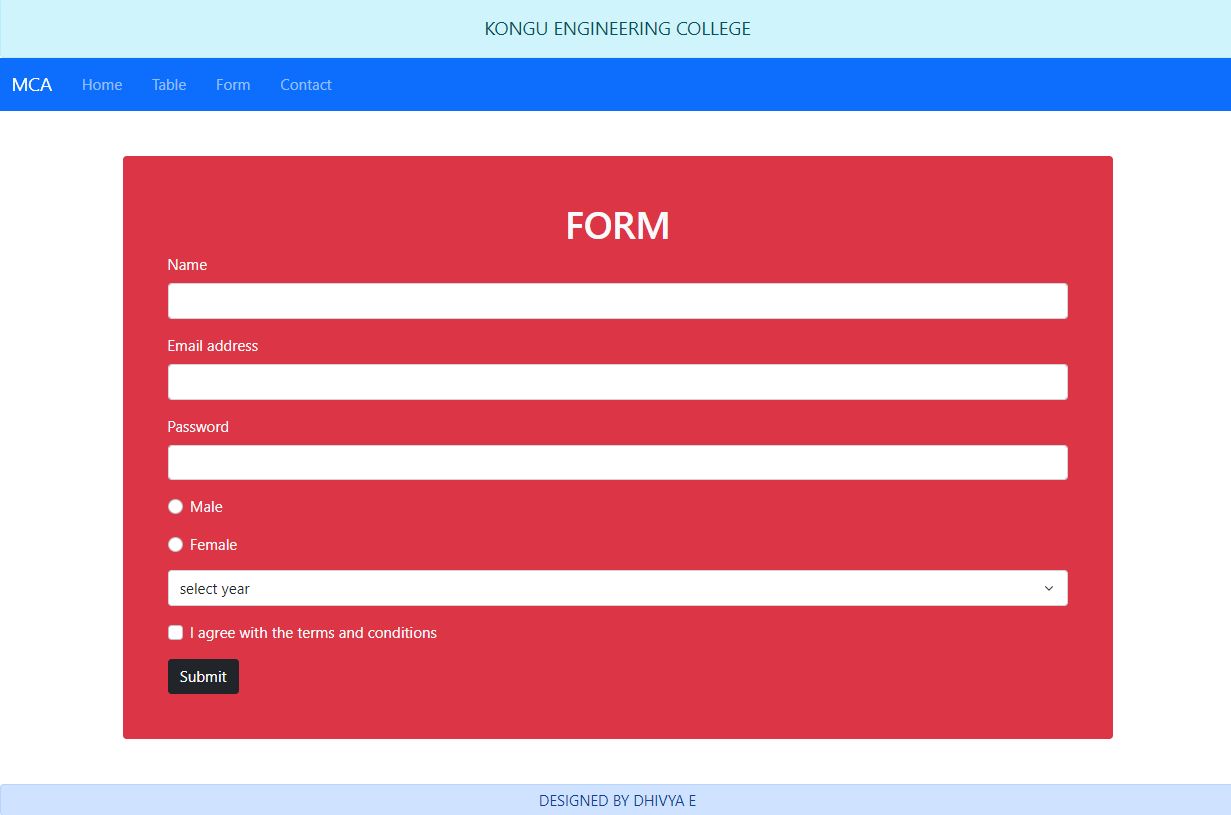 KONGU ENGINEERING COLLEGE
MCA Home Table Form Contact
FORM
Name
Email address
Password
Male
Female
select year
I agree with the terms and conditions
Submit
DESIGNED BY DHIVYA E